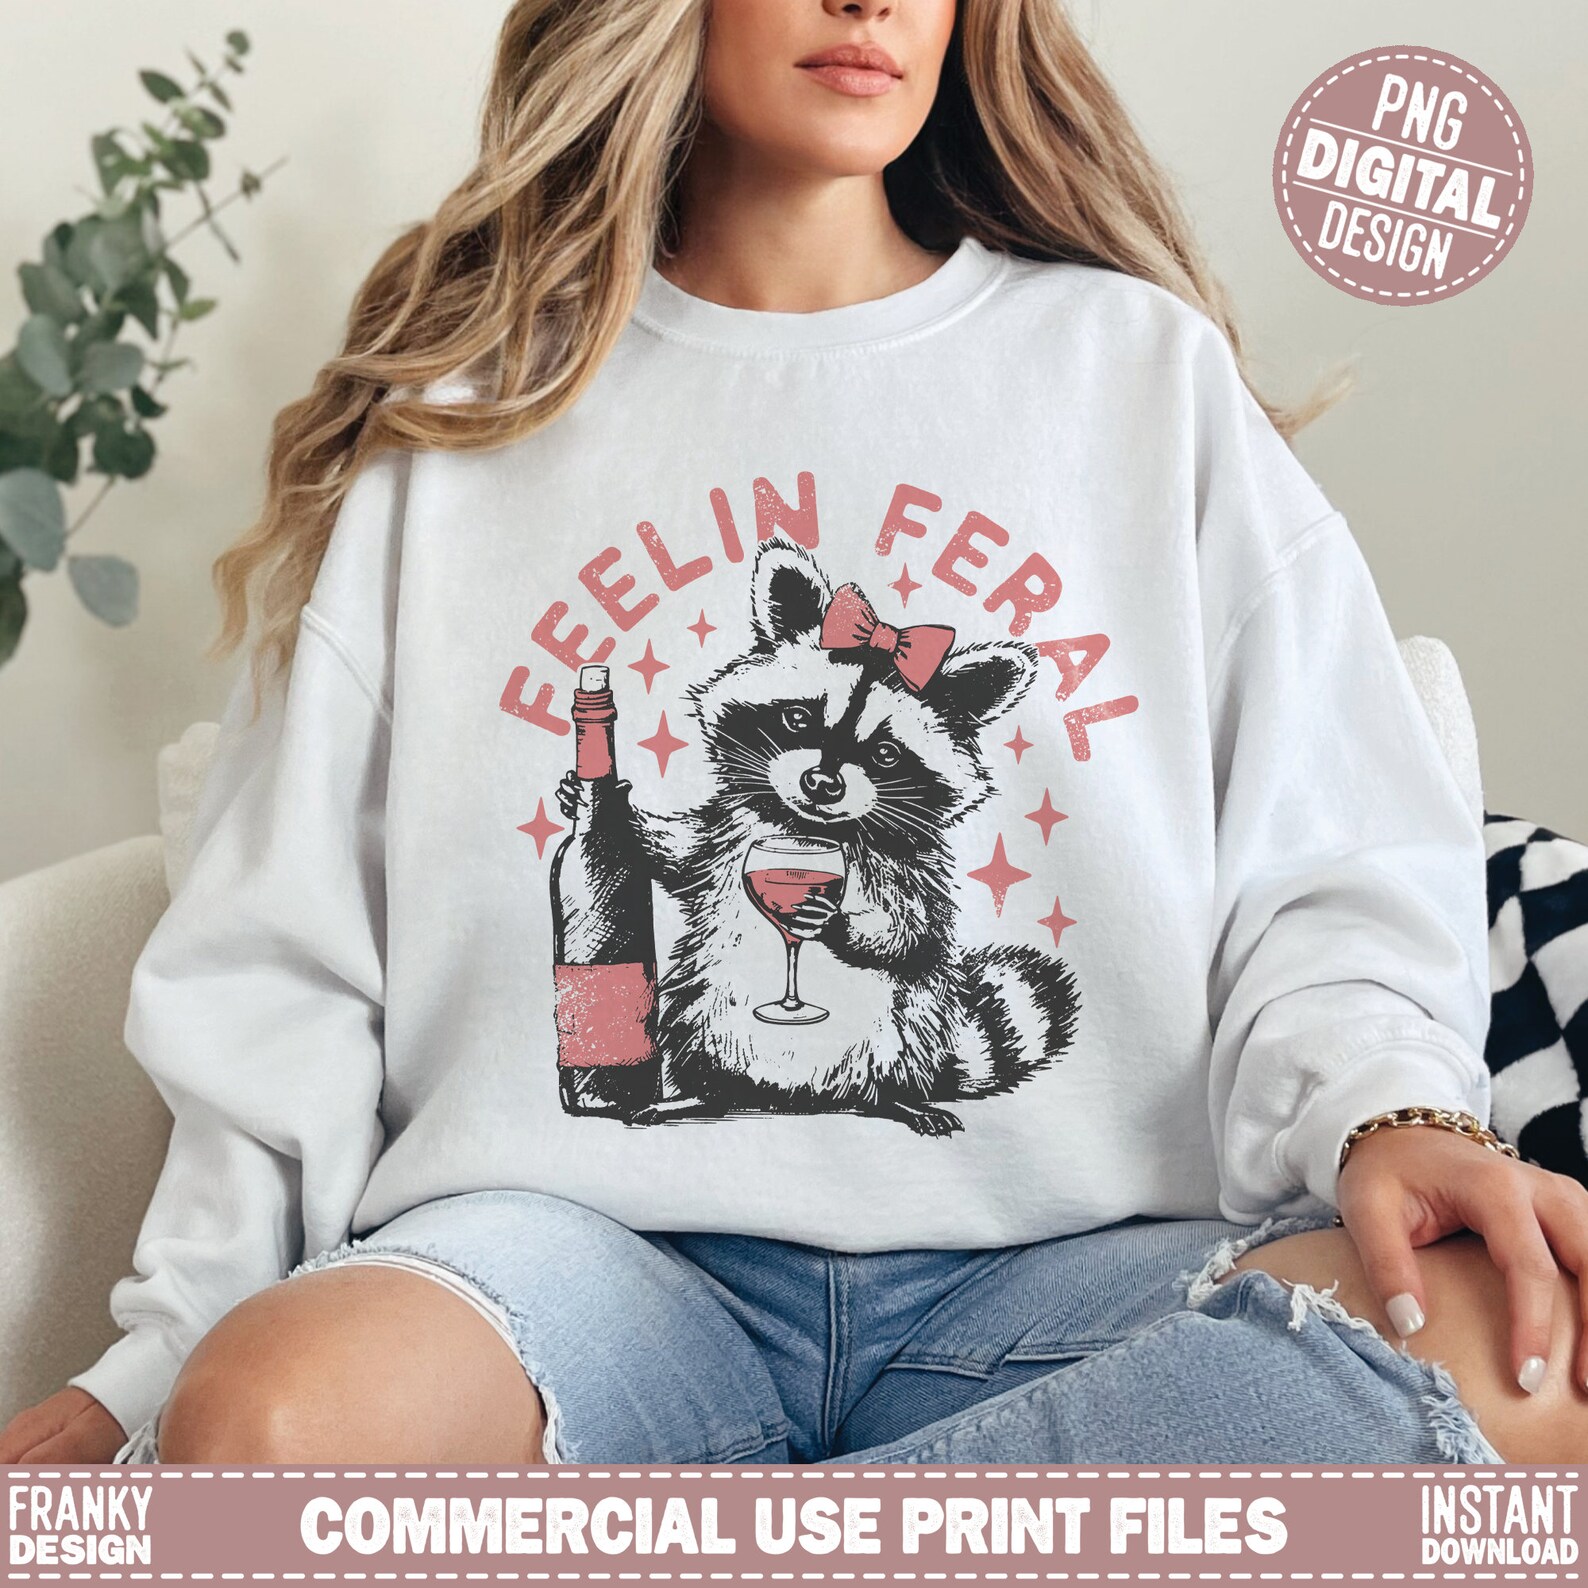 PNG
DIGITAL
DESIGN
FEELIN FERAL
FRANKY
DESIGN
COMMERCIAL USE PRINT FILES
INSTANT
DOWNLOAD